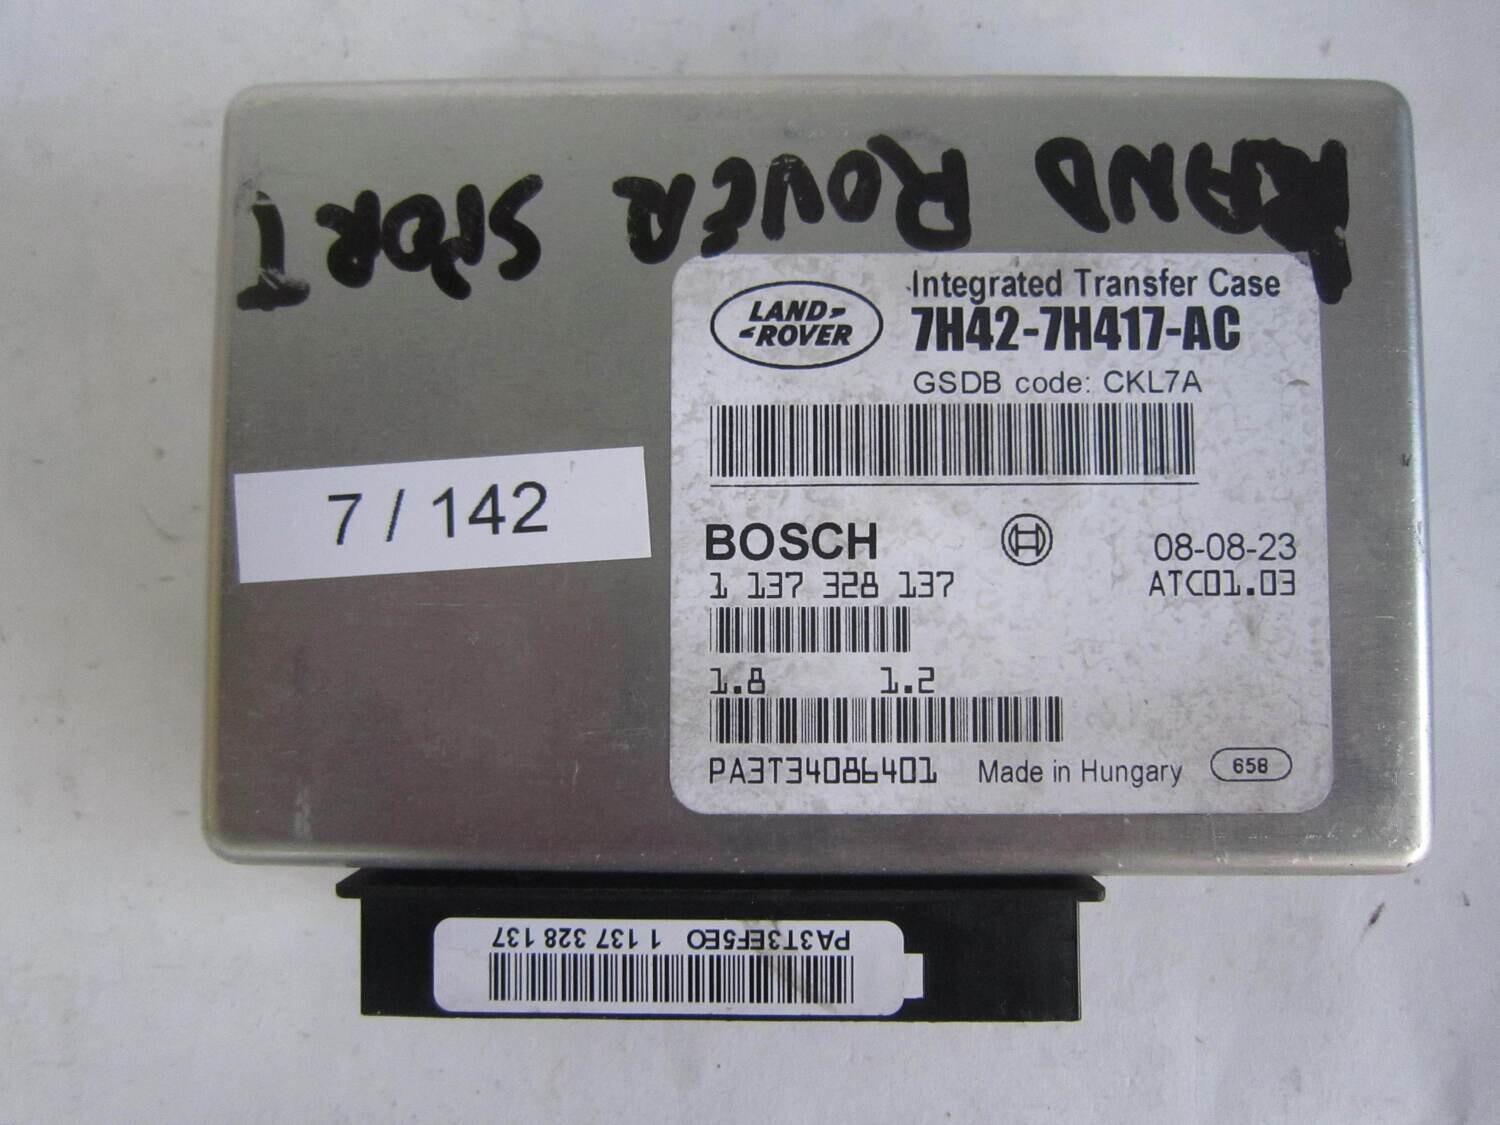 LAND ROVER SPORT
LAND
ROVER
Integrated Transfer Case
7H42-7H417-AC
GSDB code: CKL7A
7 / 142
BOSCH
08-08-23
1 137 328 137
ATC01.03
1.8 1.2
PA3T34086401
Made in Hungary
658
PA3T3EF5E0 1 137 328 137